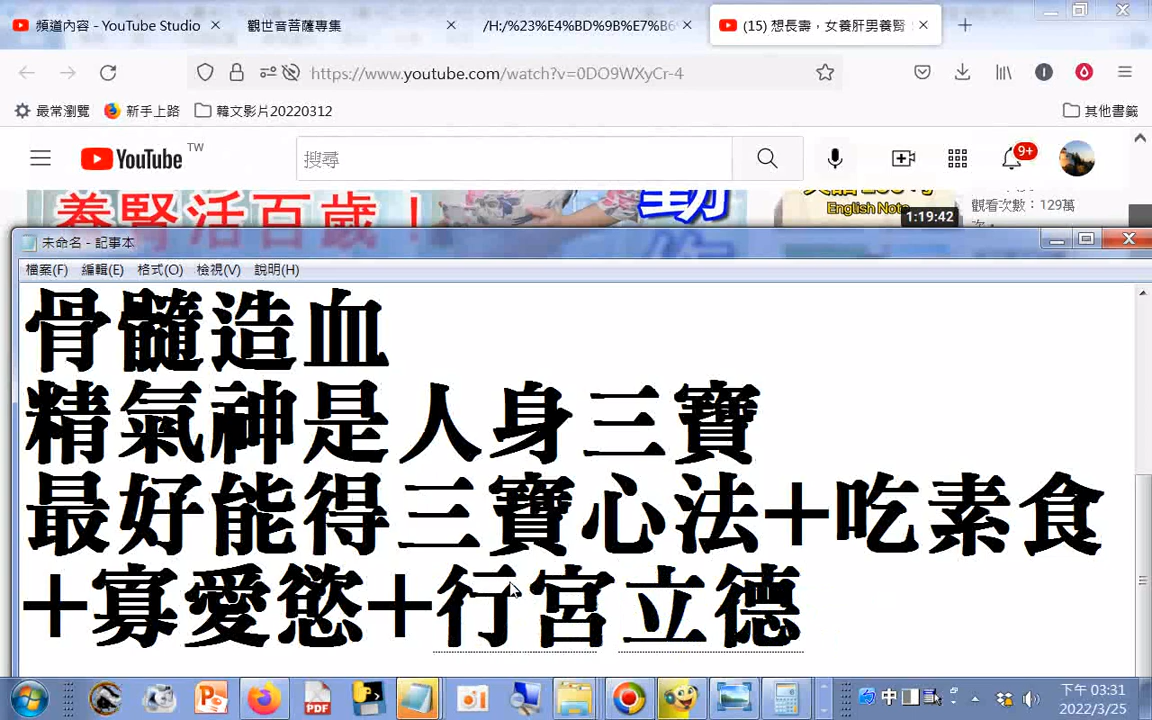 頻道內容 - YouTube Studio
觀世音菩薩專集
/H:/%23%E4%BD%9B%E7%B6
(15) 想長壽，女養肝男養腎
https://www.youtube.com/watch?v=0DO9WXyCr-4
最常瀏覽
新手上路
韓文影片20220312
其他書籤
YouTube TW
搜尋
9+
養腎活百歲！
動
English Note
1:19:42
觀看次數：129萬
次
未命名 - 記事本
檔案(F) 編輯(E) 格式(O) 檢視(V) 說明(H)
骨髓造血
精氣神是人身三寶
最好能得三寶心法+吃素食
+寡愛慾+行宮立德
中
下午 03:31
2022/3/25